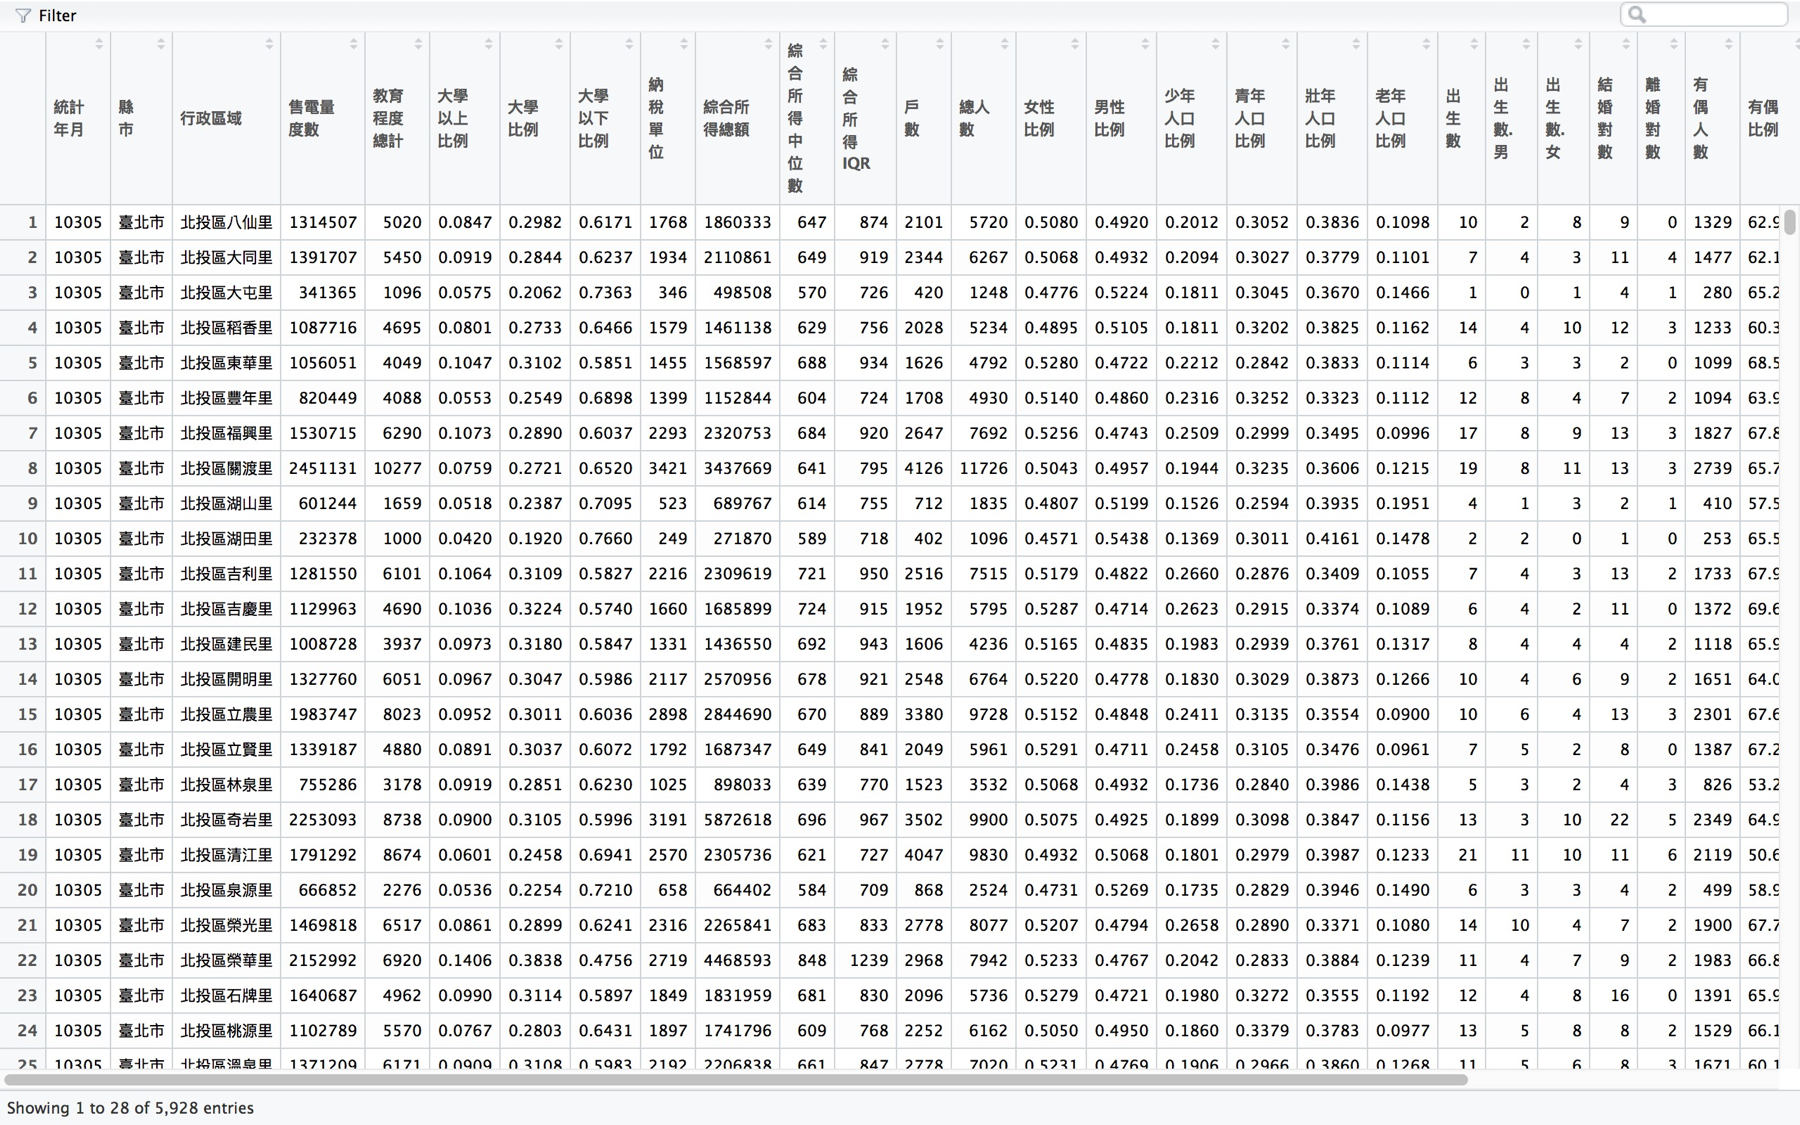 Filter
統計年月 縣市 行政區域 售電量度數 教育程度總計 大學以上比例 大學比例 大學以下比例 納稅單位 綜合所得總額 綜合所得中位數 綜合所得IQR 戶數 總人數 女性比例 男性比例 少年人口比例 青年人口比例 壯年人口比例 老年人口比例 出生數 出生數.男 出生數.女 結婚對數 離婚對數 有偶人數 有偶比例
1 10305 臺北市 北投區八仙里 1314507 5020 0.0847 0.2982 0.6171 1768 1860333 647 874 2101 5720 0.5080 0.4920 0.2012 0.3052 0.3836 0.1098 10 2 8 9 0 1329 62.9
2 10305 臺北市 北投區大同里 1391707 5450 0.0919 0.2844 0.6237 1934 2110861 649 919 2344 6267 0.5068 0.4932 0.2094 0.3027 0.3779 0.1101 7 4 3 11 4 1477 62.1
3 10305 臺北市 北投區大屯里 341365 1096 0.0575 0.2062 0.7363 346 498508 570 726 420 1248 0.4776 0.5224 0.1811 0.3045 0.3670 0.1466 1 0 1 4 1 280 65.2
4 10305 臺北市 北投區稻香里 1087716 4695 0.0801 0.2733 0.6466 1579 1461138 629 756 2028 5234 0.4895 0.5105 0.1811 0.3202 0.3825 0.1162 14 4 10 12 3 1233 60.3
5 10305 臺北市 北投區東華里 1056051 4049 0.1047 0.3102 0.5851 1455 1568597 688 934 1626 4792 0.5280 0.4722 0.2212 0.2842 0.3833 0.1114 6 3 3 2 0 1099 68.5
6 10305 臺北市 北投區豐年里 820449 4088 0.0553 0.2549 0.6898 1399 1152844 604 724 1708 4930 0.5140 0.4860 0.2316 0.3252 0.3323 0.1112 12 8 4 7 2 1094 63.9
7 10305 臺北市 北投區福興里 1530715 6290 0.1073 0.2890 0.6037 2293 2320753 684 920 2647 7692 0.5256 0.4743 0.2509 0.2999 0.3495 0.0996 17 8 9 13 3 1827 67.8
8 10305 臺北市 北投區關渡里 2451131 10277 0.0759 0.2721 0.6520 3421 3437669 641 795 4126 11726 0.5043 0.4957 0.1944 0.3235 0.3606 0.1215 19 8 11 13 3 2739 65.7
9 10305 臺北市 北投區湖山里 601244 1659 0.0518 0.2387 0.7095 523 689767 614 755 712 1835 0.4807 0.5199 0.1526 0.2594 0.3935 0.1951 4 1 3 2 1 410 57.5
10 10305 臺北市 北投區湖田里 232378 1000 0.0420 0.1920 0.7660 249 271870 589 718 402 1096 0.4571 0.5438 0.1369 0.3011 0.4161 0.1478 2 2 0 1 0 253 65.5
11 10305 臺北市 北投區吉利里 1281550 6101 0.1064 0.3109 0.5827 2216 2309619 721 950 2516 7515 0.5179 0.4822 0.2660 0.2876 0.3409 0.1055 7 4 3 13 2 1733 67.9
12 10305 臺北市 北投區吉慶里 1129963 4690 0.1036 0.3224 0.5740 1660 1685899 724 915 1952 5795 0.5287 0.4714 0.2623 0.2915 0.3374 0.1089 6 4 2 11 0 1372 69.6
13 10305 臺北市 北投區建民里 1008728 3937 0.0973 0.3180 0.5847 1331 1436550 692 943 1606 4236 0.5165 0.4835 0.1983 0.2939 0.3761 0.1317 8 4 4 4 2 1118 65.9
14 10305 臺北市 北投區開明里 1327760 6051 0.0967 0.3047 0.5986 2117 2570956 678 921 2548 6764 0.5220 0.4778 0.1830 0.3029 0.3873 0.1266 10 4 6 9 2 1651 64.0
15 10305 臺北市 北投區立農里 1983747 8023 0.0952 0.3011 0.6036 2898 2844690 670 889 3380 9728 0.5152 0.4848 0.2411 0.3135 0.3554 0.0900 10 6 4 13 3 2301 67.6
16 10305 臺北市 北投區立賢里 1339187 4880 0.0891 0.3037 0.6072 1792 1687347 649 841 2049 5961 0.5291 0.4711 0.2458 0.3105 0.3476 0.0961 7 5 2 8 0 1387 67.2
17 10305 臺北市 北投區林泉里 755286 3178 0.0919 0.2851 0.6230 1025 898033 639 770 1523 3532 0.5068 0.4932 0.1736 0.2840 0.3986 0.1438 5 3 2 4 3 826 53.2
18 10305 臺北市 北投區奇岩里 2253093 8738 0.0900 0.3105 0.5996 3191 5872618 696 967 3502 9900 0.5075 0.4925 0.1899 0.3098 0.3847 0.1156 13 3 10 22 5 2349 64.9
19 10305 臺北市 北投區清江里 1791292 8674 0.0601 0.2458 0.6941 2570 2305736 621 727 4047 9830 0.4932 0.5068 0.1801 0.2979 0.3987 0.1233 21 11 10 11 6 2119 50.6
20 10305 臺北市 北投區泉源里 666852 2276 0.0536 0.2254 0.7210 658 664402 584 709 868 2524 0.4731 0.5269 0.1735 0.2829 0.3946 0.1490 6 3 3 4 2 499 58.9
21 10305 臺北市 北投區榮光里 1469818 6517 0.0861 0.2899 0.6241 2316 2265841 683 833 2778 8077 0.5207 0.4794 0.2658 0.2890 0.3371 0.1080 14 10 4 7 2 1900 67.7
22 10305 臺北市 北投區榮華里 2152992 6920 0.1406 0.3838 0.4756 2719 4468593 848 1239 2968 7942 0.5233 0.4767 0.2042 0.2833 0.3884 0.1239 11 4 7 9 2 1983 66.8
23 10305 臺北市 北投區石牌里 1640687 4962 0.0990 0.3114 0.5897 1849 1831959 681 830 2096 5736 0.5279 0.4721 0.1980 0.3272 0.3555 0.1192 12 4 8 16 0 1391 65.9
24 10305 臺北市 北投區桃源里 1102789 5570 0.0767 0.2803 0.6431 1897 1741796 609 768 2252 6162 0.5050 0.4950 0.1860 0.3379 0.3783 0.0977 13 5 8 8 2 1529 66.1
25 10305 臺北市 北投區溫泉里 1371209 6171 0.0909 0.3108 0.5983 2192 2206838 661 847 2778 7020 0.5231 0.4769 0.1906 0.2966 0.3860 0.1268 11 5 6 8 3 1671 60.1
Showing 1 to 28 of 5,928 entries